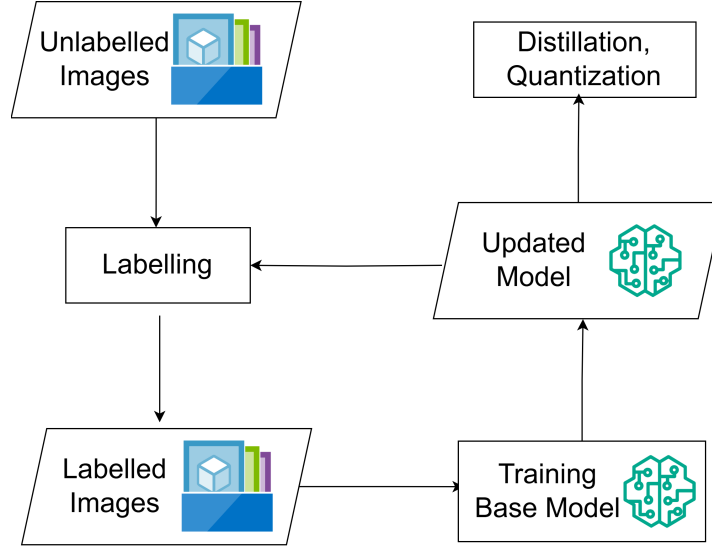 Unlabelled
Images
Distillation,
Quantization
Labelling
Updated
Model
Labelled
Images
Training
Base Model